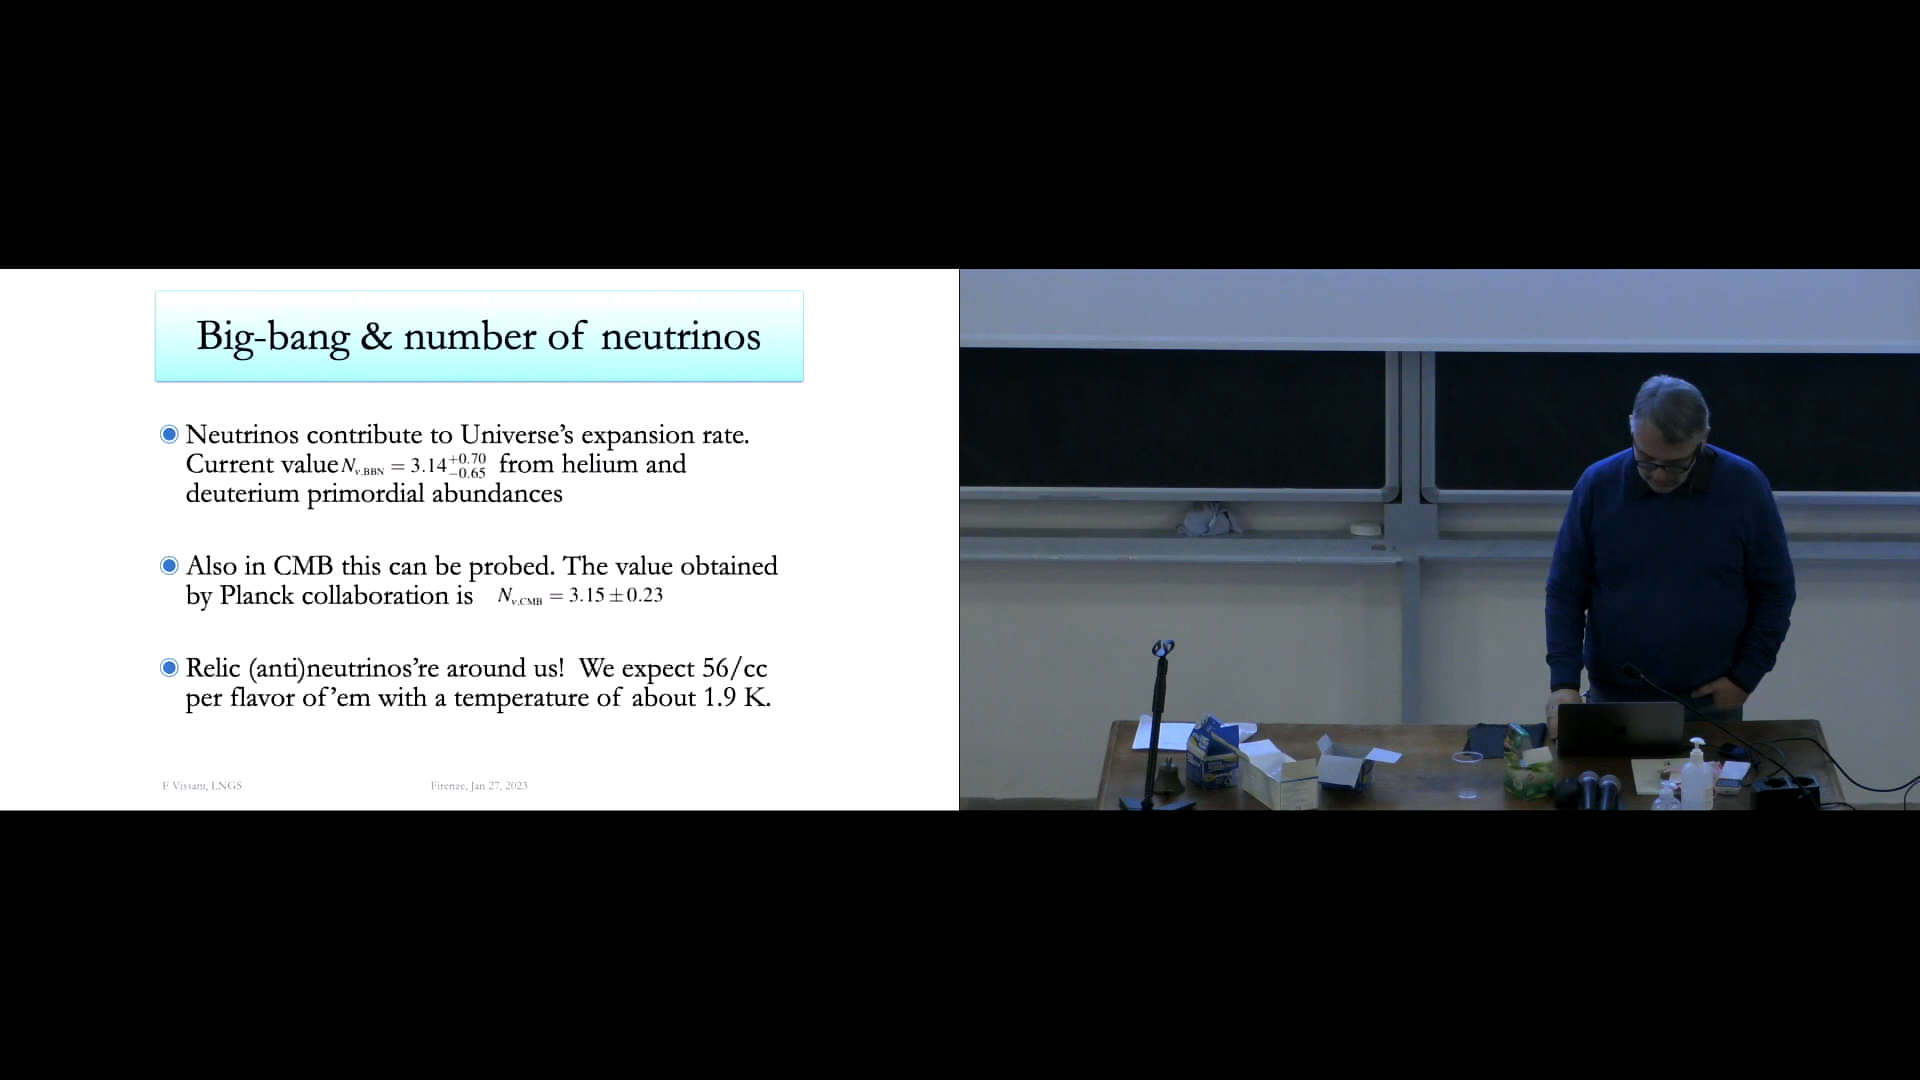 Big-bang & number of neutrinos
Neutrinos contribute to Universe's expansion rate.
Current value N_{ν,BBN} = 3.14^{+0.70}_{−0.65} from helium and
deuterium primordial abundances
Also in CMB this can be probed. The value obtained
by Planck collaboration is N_{ν,CMB} = 3.15 ± 0.23
Relic (anti)neutrinos're around us! We expect 56/cc
per flavor of 'em with a temperature of about 1.9 K.
F Vissani, LNGS
Firenze, Jan 27, 2023